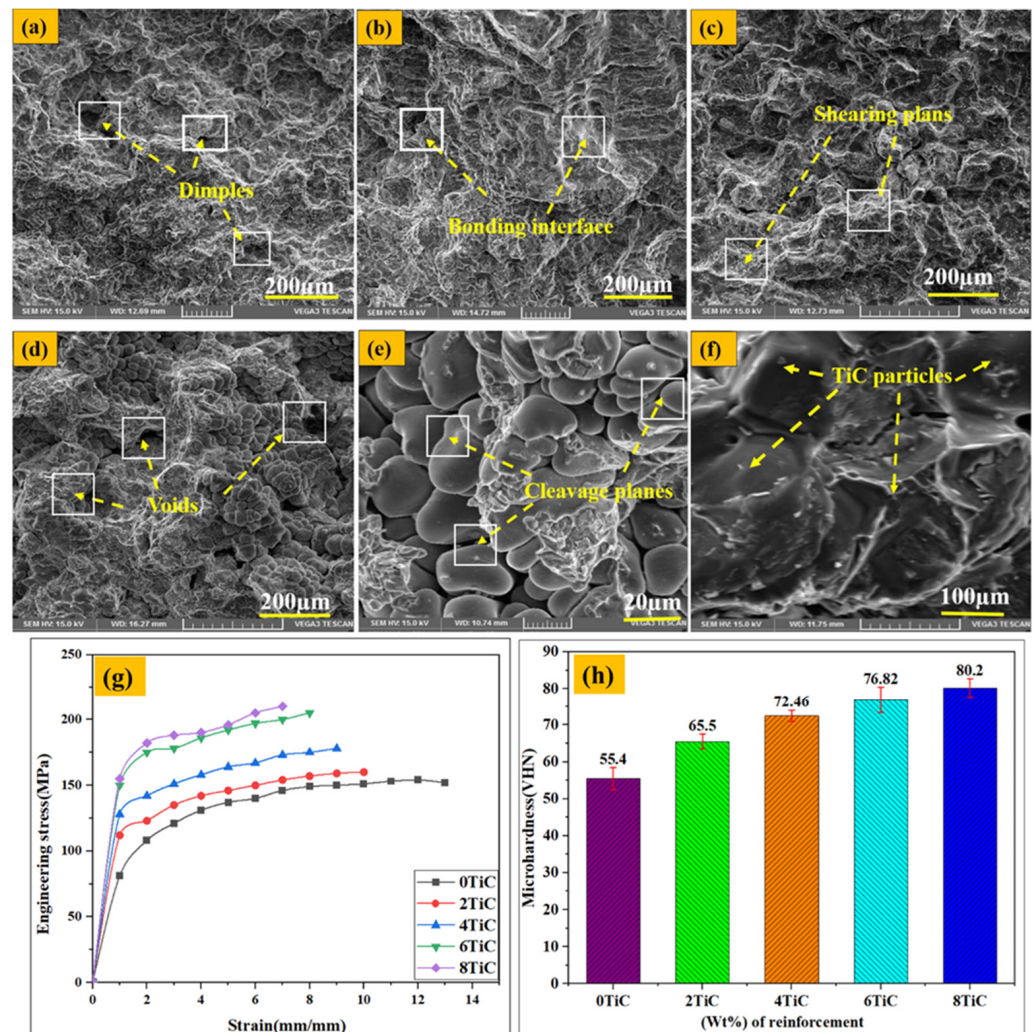 (a)
Dimples
200μm
SEM HV: 15.0 kV WD: 12.69 mm VEGA3 TESCAN
(b)
Bonding interface
200μm
SEM HV: 15.0 kV WD: 14.72 mm VEGA3 TESCAN
(c)
Shearing plans
200μm
SEM HV: 15.0 kV WD: 12.73 mm VEGA3 TESCAN
(d)
Voids
200μm
SEM HV: 15.0 kV WD: 16.27 mm VEGA3 TESCAN
(e)
Cleavage planes
20μm
SEM HV: 15.0 kV WD: 10.74 mm VEGA3 TESCAN
(f)
TiC particles
100μm
SEM HV: 15.0 kV WD: 11.75 mm VEGA3 TESCAN
(g)
Engineering stress(MPa)
250
200
150
100
50
0
0 2 4 6 8 10 12 14
Strain(mm/mm)
0TiC
2TiC
4TiC
6TiC
8TiC
(h)
Microhardness(VHN)
90
80
70
60
50
40
30
20
10
0
55.4
65.5
72.46
76.82
80.2
0TiC 2TiC 4TiC 6TiC 8TiC
(Wt%) of reinforcement